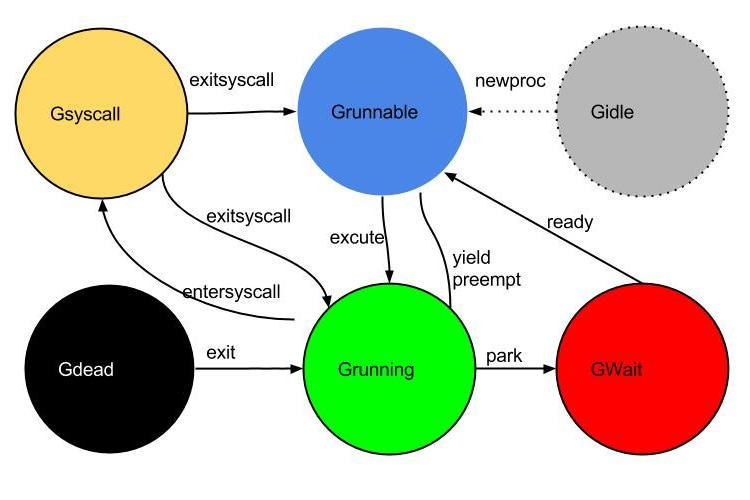 exitsyscall
newproc
Gsyscall
Grunnable
Gidle
exitsyscall
ready
excute
yield
preempt
entersyscall
exit
park
Gdead
Grunning
GWait